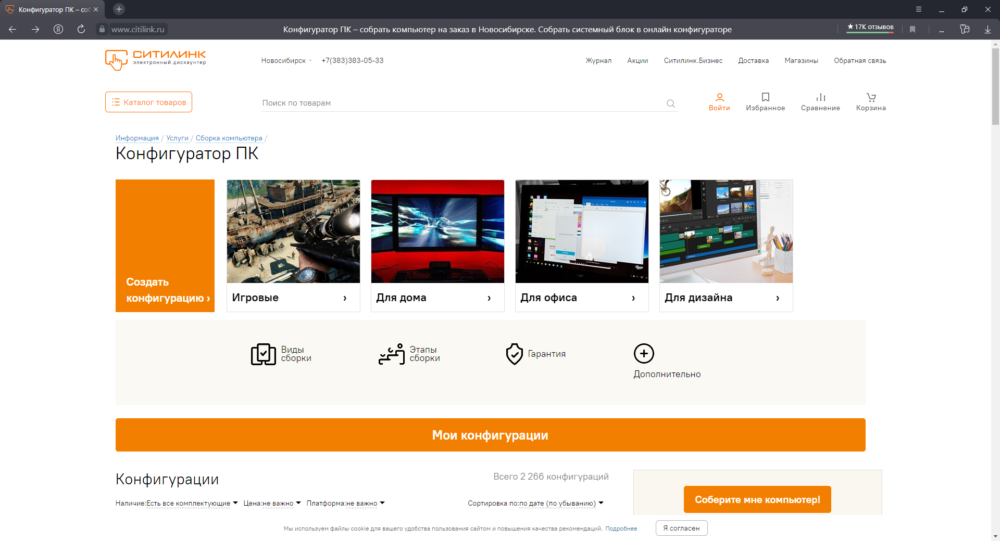 Конфигуратор ПК – соб
www.citilink.ru
Конфигуратор ПК – собрать компьютер на заказ в Новосибирске. Собрать системный блок в онлайн конфигураторе
★ 17K отзывов
СИТИЛИНК
электронный дискаунтер
Новосибирск
+7(383)383-05-33
Журнал
Акции
Ситилинк.Бизнес
Доставка
Магазины
Обратная связь
Каталог товаров
Поиск по товарам
Войти
Избранное
Сравнение
Корзина
Информация / Услуги / Сборка компьютера /
Конфигуратор ПК
Создать
конфигурацию ›
Игровые ›
Для дома ›
Для офиса ›
Для дизайна ›
Виды
сборки
Этапы
сборки
Гарантия
Дополнительно
Мои конфигурации
Конфигурации
Всего 2 266 конфигураций
Наличие:Есть все комплектующие Цена:не важно Платформа:не важно
Сортировка по:по дате (по убыванию)
Соберите мне компьютер!
Мы используем файлы cookie для вашего удобства пользования сайтом и повышения качества рекомендаций. Подробнее
Я согласен